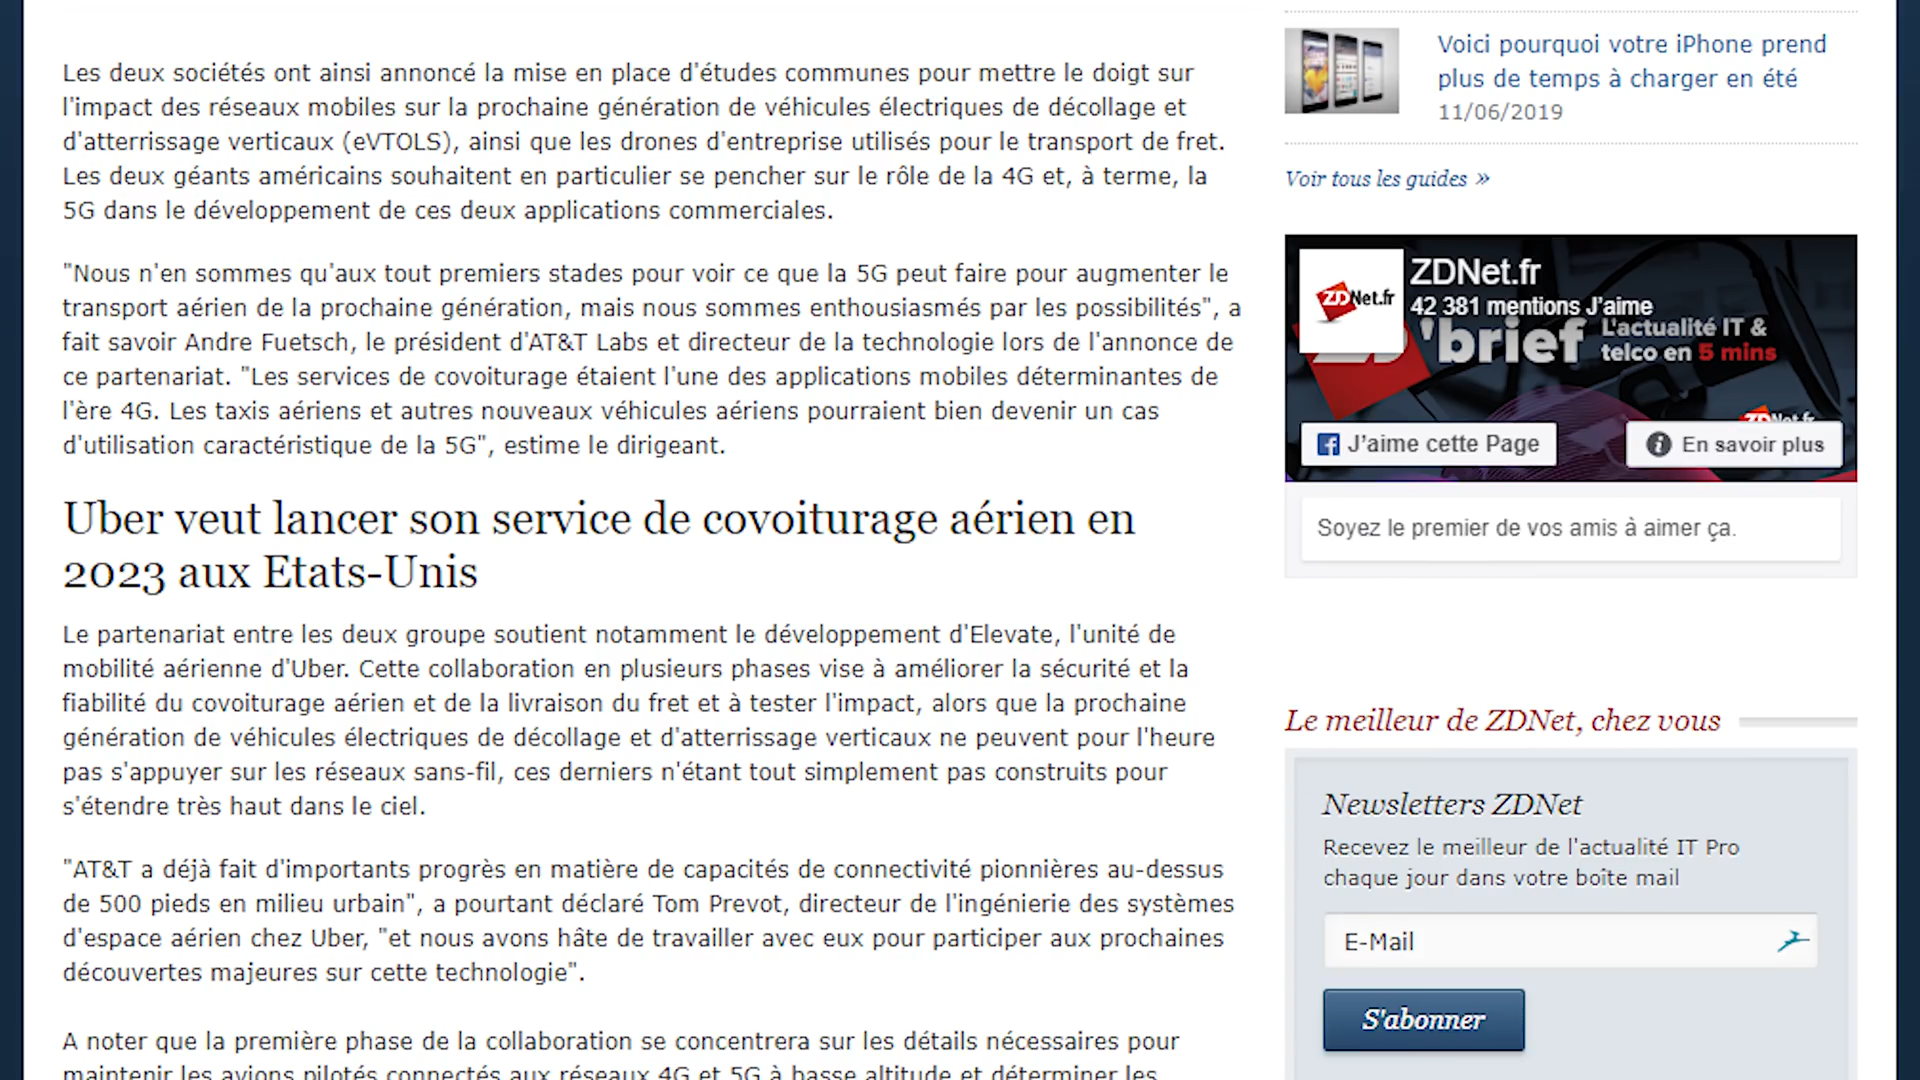 Les deux sociétés ont ainsi annoncé la mise en place d'études communes pour mettre le doigt sur
l'impact des réseaux mobiles sur la prochaine génération de véhicules électriques de décollage et
d'atterrissage verticaux (eVTOLS), ainsi que les drones d'entreprise utilisés pour le transport de fret.
Les deux géants américains souhaitent en particulier se pencher sur le rôle de la 4G et, à terme, la
5G dans le développement de ces deux applications commerciales.
"Nous n'en sommes qu'aux tout premiers stades pour voir ce que la 5G peut faire pour augmenter le
transport aérien de la prochaine génération, mais nous sommes enthousiasmés par les possibilités", a
fait savoir Andre Fuetsch, le président d'AT&T Labs et directeur de la technologie lors de l'annonce de
ce partenariat. "Les services de covoiturage étaient l'une des applications mobiles déterminantes de
l'ère 4G. Les taxis aériens et autres nouveaux véhicules aériens pourraient bien devenir un cas
d'utilisation caractéristique de la 5G", estime le dirigeant.
Uber veut lancer son service de covoiturage aérien en
2023 aux Etats-Unis
Le partenariat entre les deux groupe soutient notamment le développement d'Elevate, l'unité de
mobilité aérienne d'Uber. Cette collaboration en plusieurs phases vise à améliorer la sécurité et la
fiabilité du covoiturage aérien et de la livraison du fret et à tester l'impact, alors que la prochaine
génération de véhicules électriques de décollage et d'atterrissage verticaux ne peuvent pour l'heure
pas s'appuyer sur les réseaux sans-fil, ces derniers n'étant tout simplement pas construits pour
s'étendre très haut dans le ciel.
"AT&T a déjà fait d'importants progrès en matière de capacités de connectivité pionnières au-dessus
de 500 pieds en milieu urbain", a pourtant déclaré Tom Prevot, directeur de l'ingénierie des systèmes
d'espace aérien chez Uber, "et nous avons hâte de travailler avec eux pour participer aux prochaines
découvertes majeures sur cette technologie".
A noter que la première phase de la collaboration se concentrera sur les détails nécessaires pour
maintenir les avions pilotés connectés aux réseaux 4G et 5G à basse altitude et déterminer les
Voici pourquoi votre iPhone prend
plus de temps à charger en été
11/06/2019
Voir tous les guides »
ZDNet.fr
ZDNet.fr
42 381 mentions J'aime
ZD'brief L'actualité IT &
telco en 5 mins
ZDNet.fr
J'aime cette Page
En savoir plus
Soyez le premier de vos amis à aimer ça.
Le meilleur de ZDNet, chez vous
Newsletters ZDNet
Recevez le meilleur de l'actualité IT Pro
chaque jour dans votre boîte mail
E-Mail
S'abonner